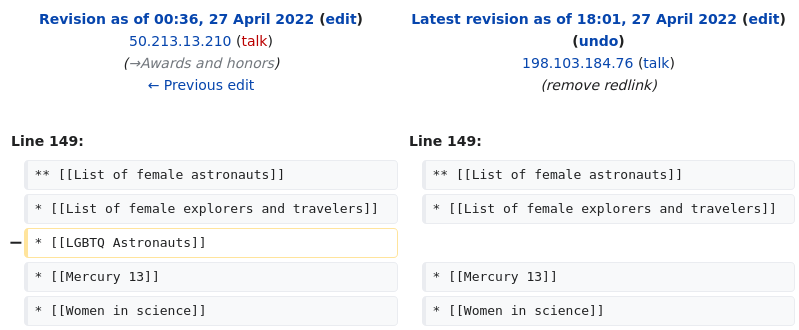 Revision as of 00:36, 27 April 2022 (edit)
50.213.13.210 (talk)
(→Awards and honors)
← Previous edit
Latest revision as of 18:01, 27 April 2022 (edit)
(undo)
198.103.184.76 (talk)
(remove redlink)
Line 149:
Line 149:
** [[List of female astronauts]]
** [[List of female astronauts]]
* [[List of female explorers and travelers]]
* [[List of female explorers and travelers]]
− * [[LGBTQ Astronauts]]
* [[Mercury 13]]
* [[Mercury 13]]
* [[Women in science]]
* [[Women in science]]